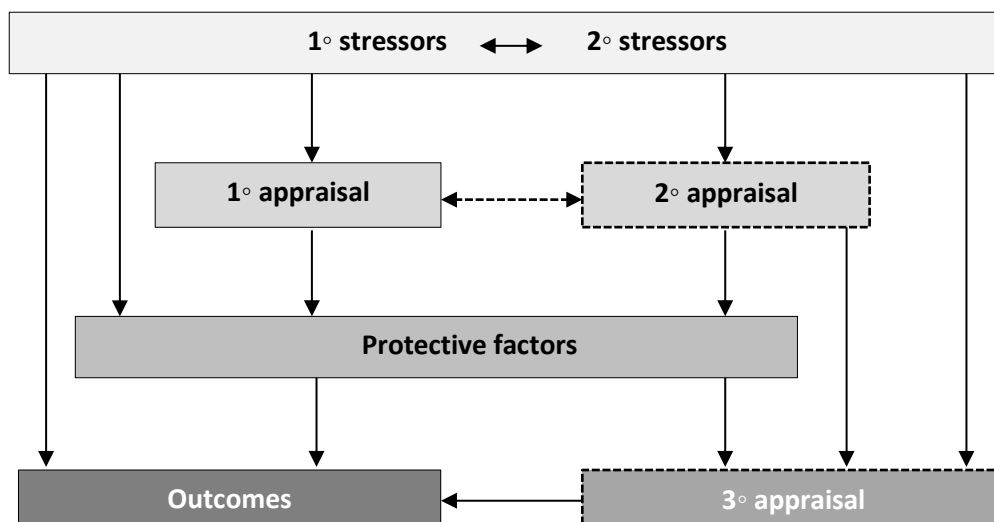 1◦ stressors 2◦ stressors
1◦ appraisal 2◦ appraisal
Protective factors
Outcomes 3◦ appraisal